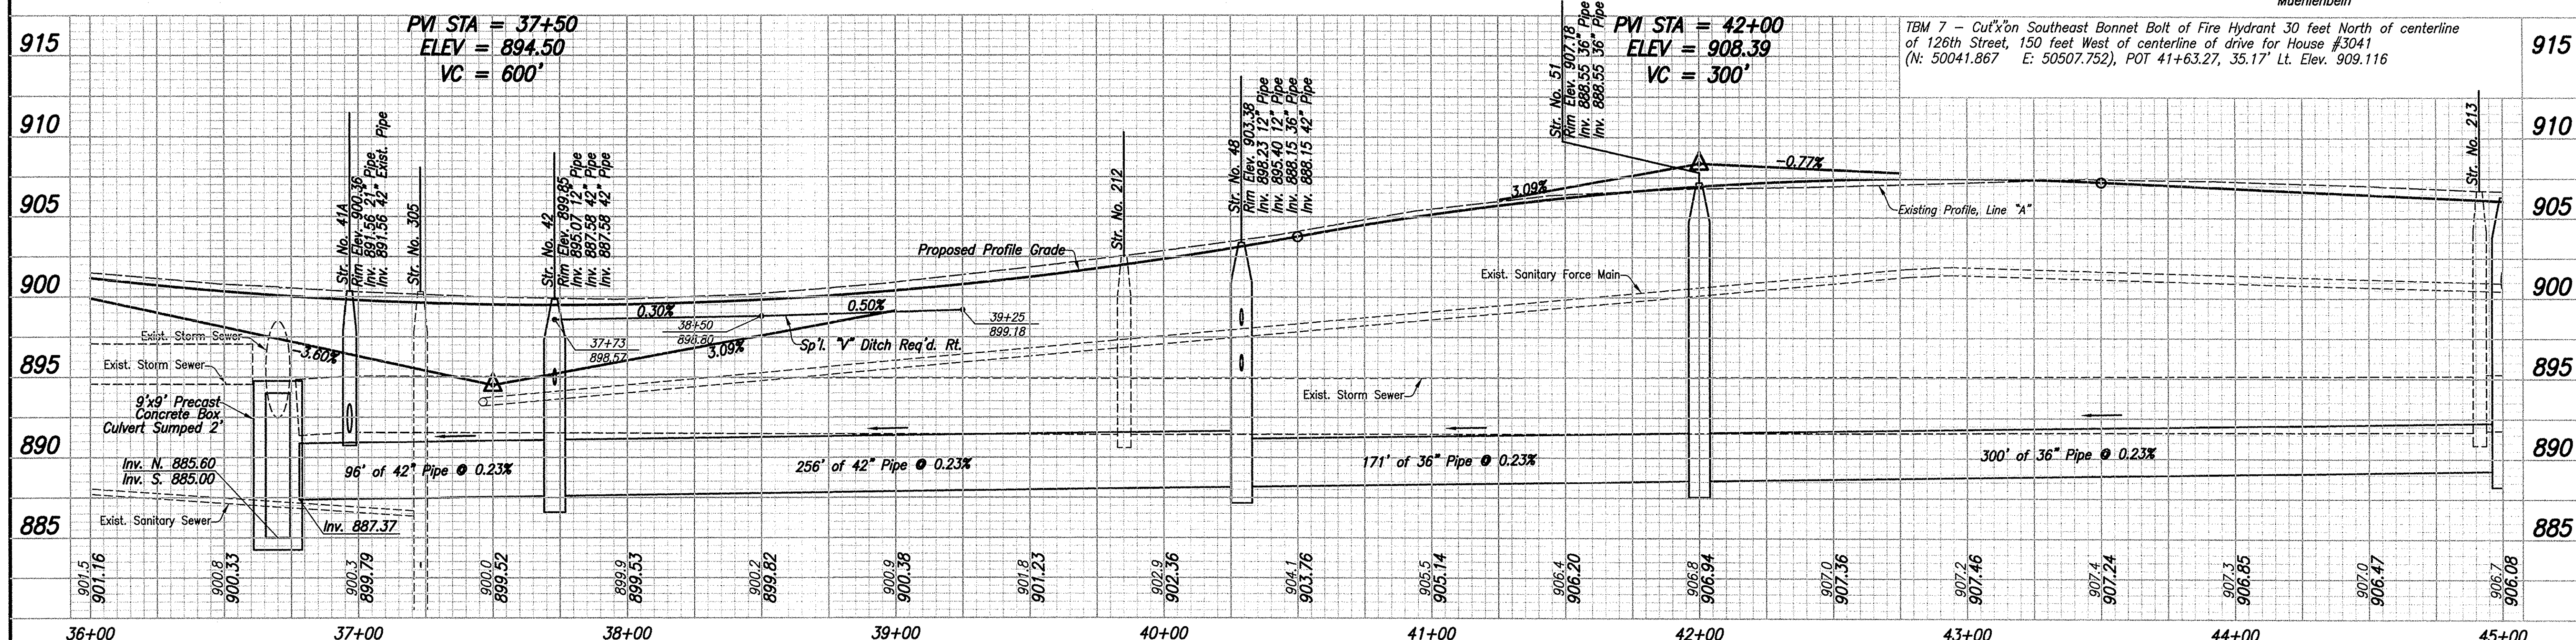 Muehlenbein
PVI STA = 37+50
ELEV = 894.50
VC = 600'
PVI STA = 42+00
ELEV = 908.39
VC = 300'
TBM 7 – Cut"x"on Southeast Bonnet Bolt of Fire Hydrant 30 feet North of centerline
of 126th Street, 150 feet West of centerline of drive for House #3041
(N: 50041.867 E: 50507.752), POT 41+63.27, 35.17' Lt. Elev. 909.116
915
910
905
900
895
890
885
915
910
905
900
895
890
885
Str. No. 41A
Rim Elev. 900.36
Inv. 891.56 21" Pipe
Inv. 891.56 42" Exist. Pipe
Str. No. 305
Str. No. 42
Rim Elev. 899.85
Inv. 895.07 12" Pipe
Inv. 887.58 42" Pipe
Inv. 887.58 42" Pipe
Str. No. 212
Str. No. 48
Rim Elev. 903.38
Inv. 898.23 12" Pipe
Inv. 895.40 12" Pipe
Inv. 888.15 36" Pipe
Inv. 888.15 42" Pipe
Str. No. 51
Rim Elev. 907.18
Inv. 888.55 36" Pipe
Inv. 888.55 36" Pipe
Str. No. 213
-0.77%
3.09%
Existing Profile, Line "A"
Proposed Profile Grade
Exist. Sanitary Force Main
0.30%
0.50%
38+50
898.80
39+25
899.18
37+73
898.57
3.09%
Sp'l. "V" Ditch Req'd. Rt.
Exist. Storm Sewer
-3.60%
Exist. Storm Sewer
Exist. Storm Sewer
9'x9' Precast
Concrete Box
Culvert Sumped 2'
Inv. N. 885.60
Inv. S. 885.00
96' of 42" Pipe @ 0.23%
256' of 42" Pipe @ 0.23%
171' of 36" Pipe @ 0.23%
300' of 36" Pipe @ 0.23%
Exist. Sanitary Sewer
Inv. 887.37
901.5
901.16
900.8
900.33
900.3
899.79
900.0
899.52
899.9
899.53
900.2
899.82
900.9
900.38
901.8
901.23
902.9
902.36
904.1
903.76
905.5
905.14
906.4
906.20
906.8
906.94
907.0
907.36
907.2
907.46
907.4
907.24
907.3
906.85
907.0
906.47
906.7
906.08
36+00
37+00
38+00
39+00
40+00
41+00
42+00
43+00
44+00
45+00